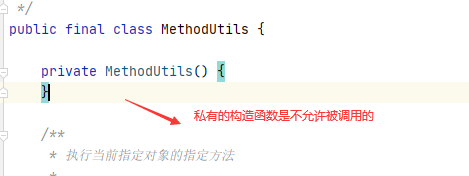 */
public final class MethodUtils {
private MethodUtils() {
}
私有的构造函数是不允许被调用的
/**
* 执行当前指定对象的指定方法
*